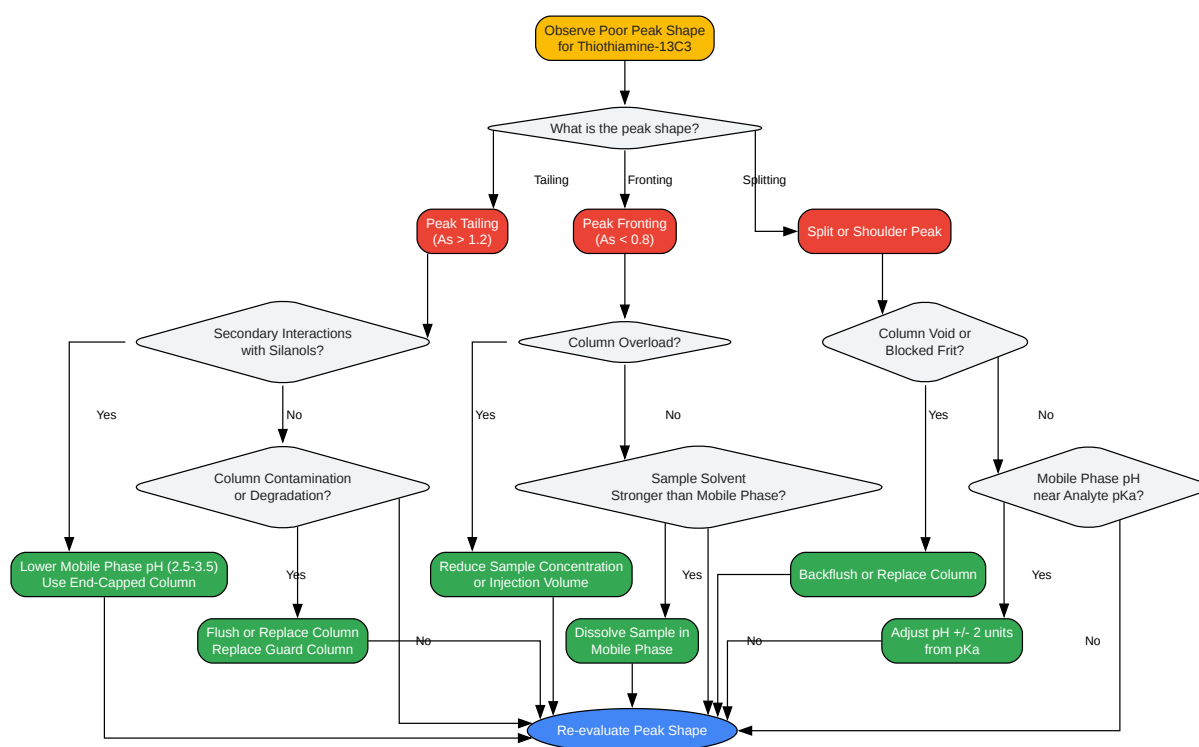 Observe Poor Peak Shape
for Thiothiamine-13C3
What is the peak shape?
Tailing
Fronting
Splitting
Peak Tailing
(As > 1.2)
Peak Fronting
(As < 0.8)
Split or Shoulder Peak
Secondary Interactions
with Silanols?
Column Overload?
Column Void or
Blocked Frit?
Yes
No
Yes
No
Yes
No
Column Contamination
or Degradation?
Sample Solvent
Stronger than Mobile Phase?
Mobile Phase pH
near Analyte pKa?
Lower Mobile Phase pH (2.5-3.5)
Use End-Capped Column
Yes
Reduce Sample Concentration
or Injection Volume
Yes
Backflush or Replace Column
Yes
Flush or Replace Column
Replace Guard Column
No
Dissolve Sample in
Mobile Phase
No
Adjust pH +/- 2 units
from pKa
No
Re-evaluate Peak Shape